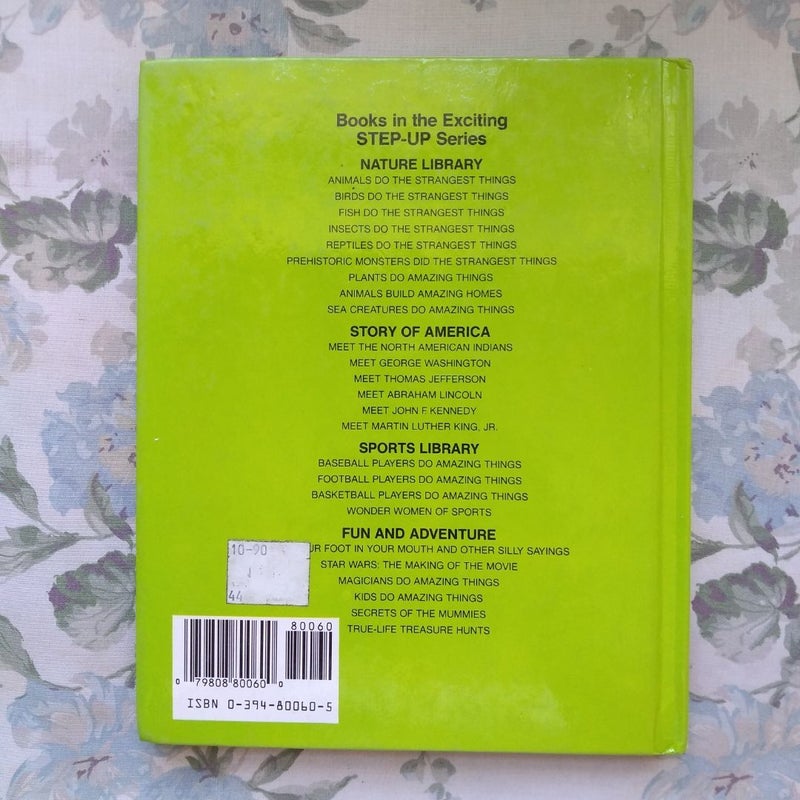 Books in the Exciting
STEP-UP Series
NATURE LIBRARY
ANIMALS DO THE STRANGEST THINGS
BIRDS DO THE STRANGEST THINGS
FISH DO THE STRANGEST THINGS
INSECTS DO THE STRANGEST THINGS
REPTILES DO THE STRANGEST THINGS
PREHISTORIC MONSTERS DID THE STRANGEST THINGS
PLANTS DO AMAZING THINGS
ANIMALS BUILD AMAZING HOMES
SEA CREATURES DO AMAZING THINGS
STORY OF AMERICA
MEET THE NORTH AMERICAN INDIANS
MEET GEORGE WASHINGTON
MEET THOMAS JEFFERSON
MEET ABRAHAM LINCOLN
MEET JOHN F. KENNEDY
MEET MARTIN LUTHER KING, JR.
SPORTS LIBRARY
BASEBALL PLAYERS DO AMAZING THINGS
FOOTBALL PLAYERS DO AMAZING THINGS
BASKETBALL PLAYERS DO AMAZING THINGS
WONDER WOMEN OF SPORTS
FUN AND ADVENTURE
UR FOOT IN YOUR MOUTH AND OTHER SILLY SAYINGS
STAR WARS: THE MAKING OF THE MOVIE
MAGICIANS DO AMAZING THINGS
KIDS DO AMAZING THINGS
SECRETS OF THE MUMMIES
TRUE-LIFE TREASURE HUNTS
10-90
44
80060
0 79808 80060 0
ISBN 0-394-80060-5